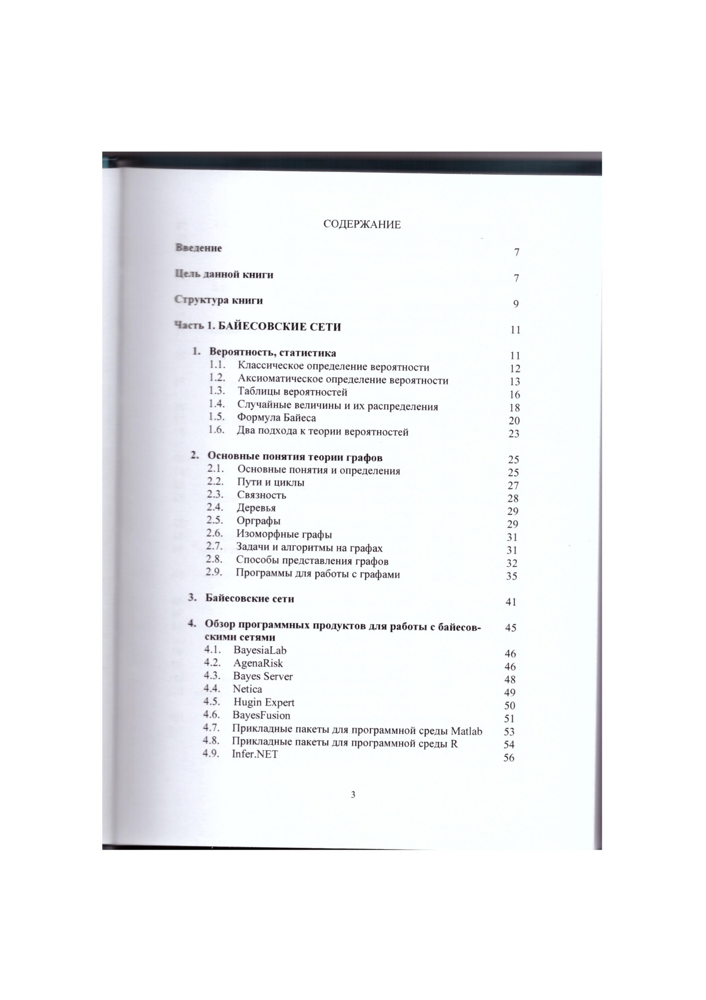 СОДЕРЖАНИЕ
Введение 7
Цель данной книги 7
Структура книги 9
Часть 1. БАЙЕСОВСКИЕ СЕТИ 11
1. Вероятность, статистика 11
1.1. Классическое определение вероятности 12
1.2. Аксиоматическое определение вероятности 13
1.3. Таблицы вероятностей 16
1.4. Случайные величины и их распределения 18
1.5. Формула Байеса 20
1.6. Два подхода к теории вероятностей 23
2. Основные понятия теории графов 25
2.1. Основные понятия и определения 25
2.2. Пути и циклы 27
2.3. Связность 28
2.4. Деревья 29
2.5. Орграфы 29
2.6. Изоморфные графы 31
2.7. Задачи и алгоритмы на графах 31
2.8. Способы представления графов 32
2.9. Программы для работы с графами 35
3. Байесовские сети 41
4. Обзор программных продуктов для работы с байесов- 45
скими сетями
4.1. BayesiaLab 46
4.2. AgenaRisk 46
4.3. Bayes Server 48
4.4. Netica 49
4.5. Hugin Expert 50
4.6. BayesFusion 51
4.7. Прикладные пакеты для программной среды Matlab 53
4.8. Прикладные пакеты для программной среды R 54
4.9. Infer.NET 56
3